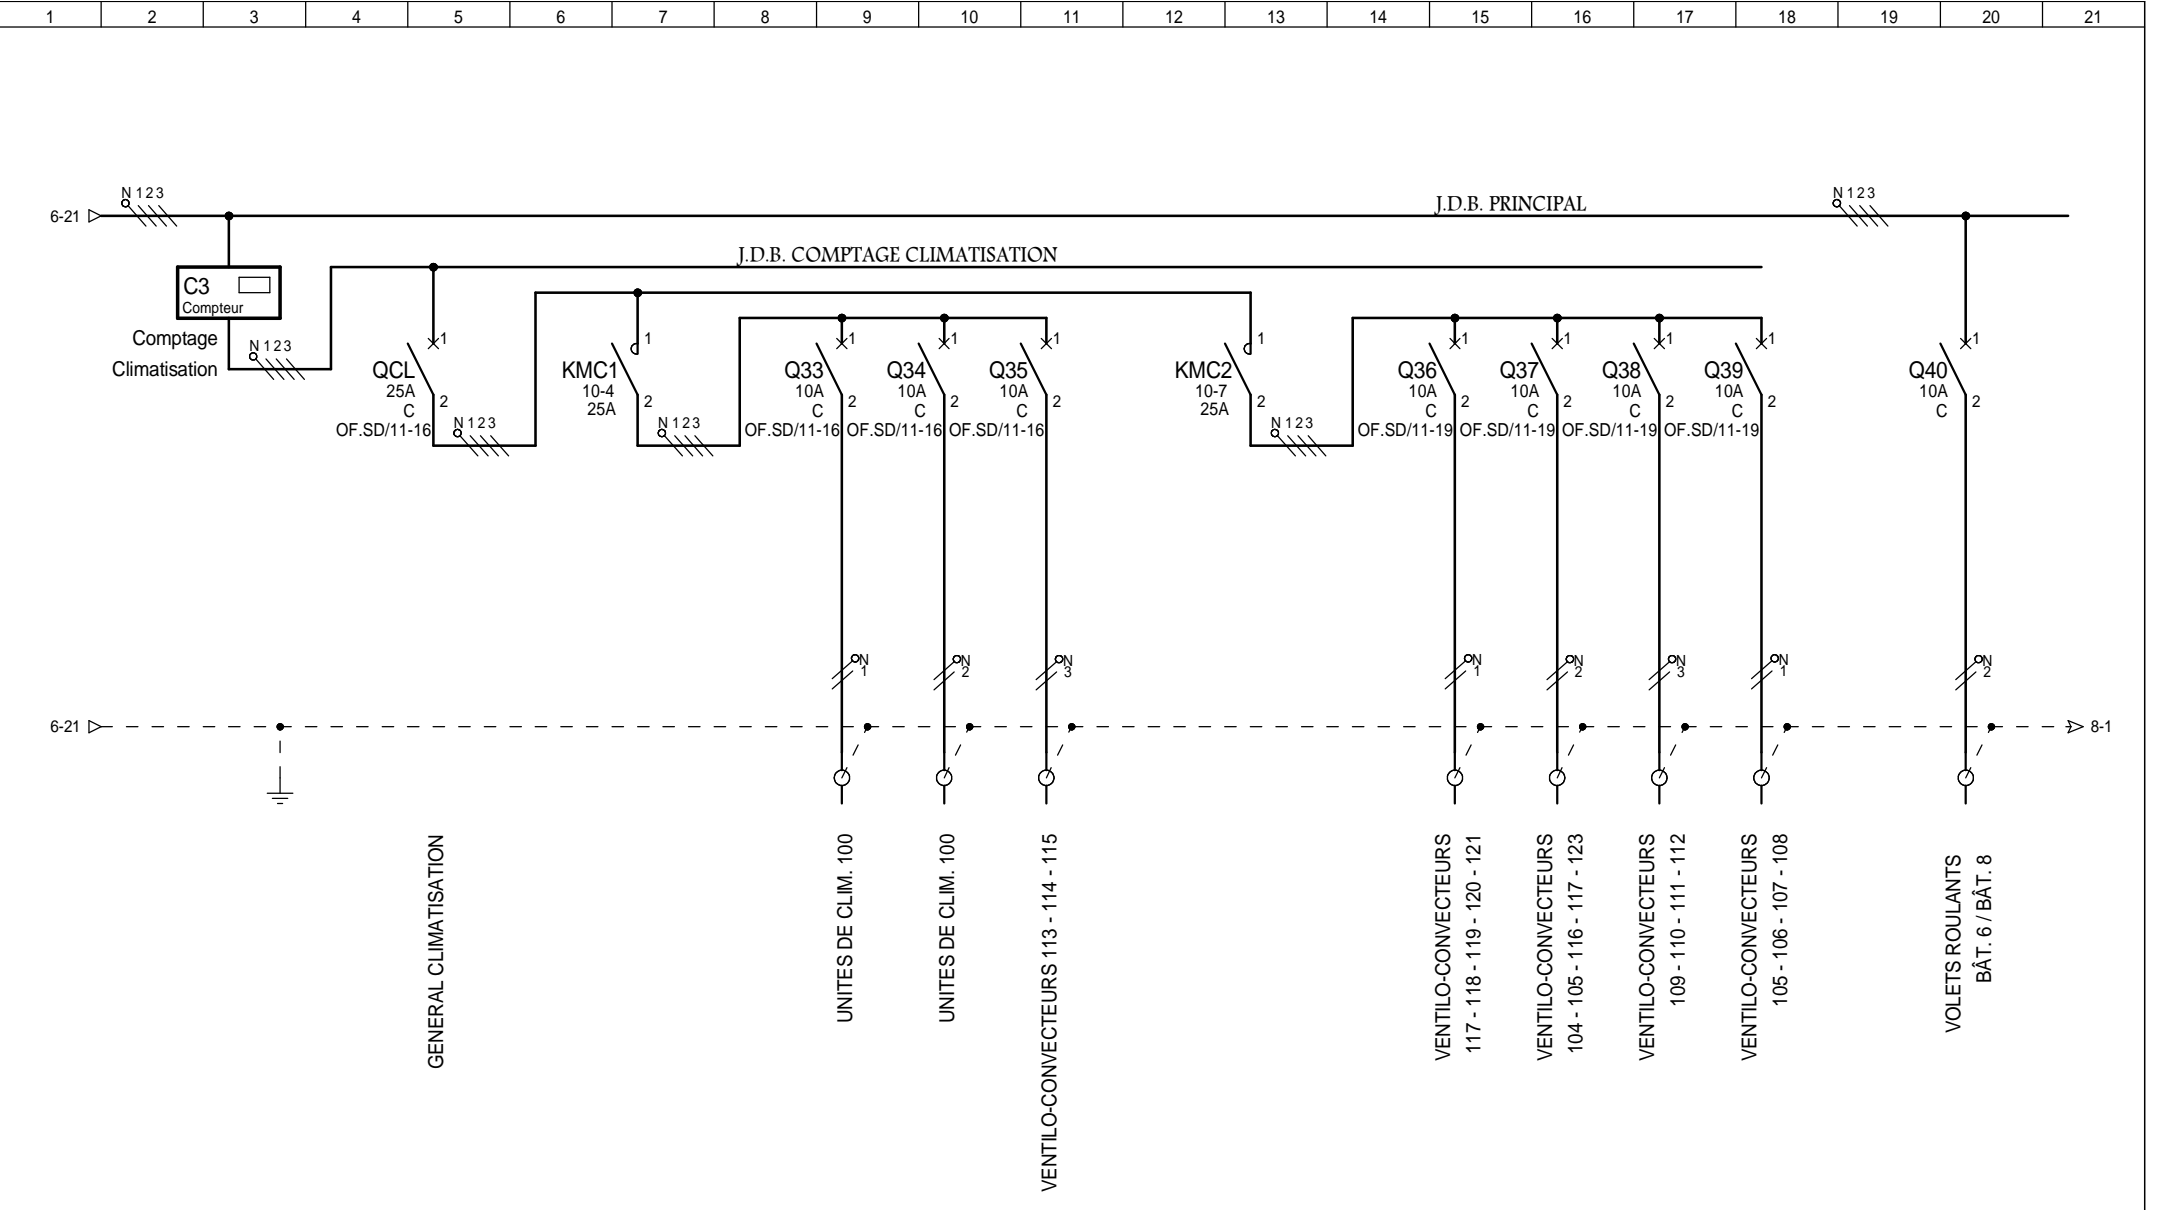 1 2 3 4 5 6 7 8 9 10 11 12 13 14 15 16 17 18 19 20 21
N 1 2 3
N 1 2 3
6-21
J.D.B. PRINCIPAL
J.D.B. COMPTAGE CLIMATISATION
C3
Compteur
Comptage
Climatisation
N 1 2 3
1
QCL
25A
C
OF.SD/11-16
2
N 1 2 3
1
KMC1
10-4
25A
2
N 1 2 3
1
Q33
10A
C
OF.SD/11-16
2
1
Q34
10A
C
OF.SD/11-16
2
1
Q35
10A
C
OF.SD/11-16
2
1
KMC2
10-7
25A
2
N 1 2 3
1
Q36
10A
C
OF.SD/11-19
2
1
Q37
10A
C
OF.SD/11-19
2
1
Q38
10A
C
OF.SD/11-19
2
1
Q39
10A
C
OF.SD/11-19
2
1
Q40
10A
C
2
N
1
N
2
N
3
N
1
N
2
N
3
N
1
N
2
6-21
8-1
GENERAL CLIMATISATION
UNITES DE CLIM. 100
UNITES DE CLIM. 100
VENTILO-CONVECTEURS 113 - 114 - 115
VENTILO-CONVECTEURS
117 - 118 - 119 - 120 - 121
VENTILO-CONVECTEURS
104 - 105 - 116 - 117 - 123
VENTILO-CONVECTEURS
109 - 110 - 111 - 112
VENTILO-CONVECTEURS
105 - 106 - 107 - 108
VOLETS ROULANTS
BÂT. 6 / BÂT. 8